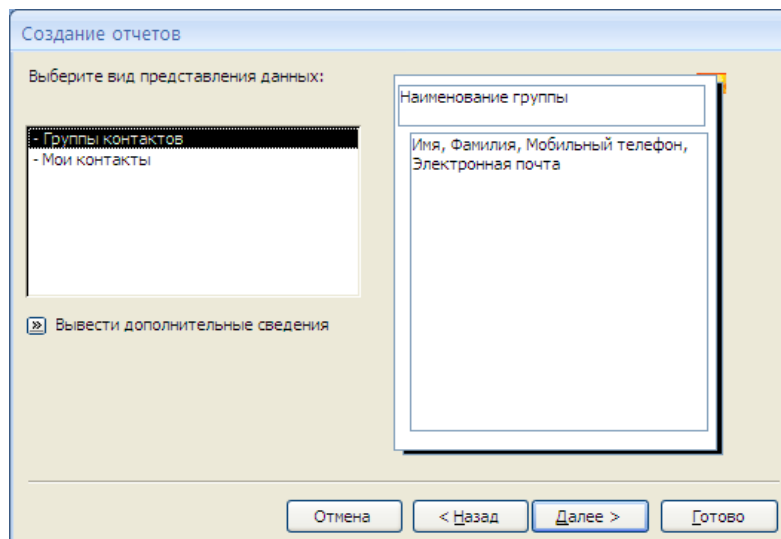 Создание отчетов
Выберите вид представления данных:
- Группы контактов
- Мои контакты
Вывести дополнительные сведения
Наименование группы
Имя, Фамилия, Мобильный телефон,
Электронная почта
Отмена
< Назад
Далее >
Готово